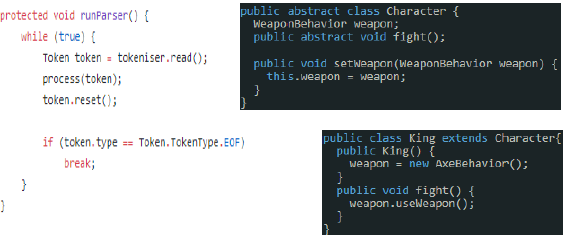 protected void runParser() {
while (true) {
Token token = tokeniser.read();
process(token);
token.reset();
if (token.type == Token.TokenType.EOF)
break;
}
}
public abstract class Character {
WeaponBehavior weapon;
public abstract void fight();
public void setWeapon(WeaponBehavior weapon) {
this.weapon = weapon;
}
}
public class King extends Character{
public King() {
weapon = new AxeBehavior();
}
public void fight() {
weapon.useWeapon();
}
}